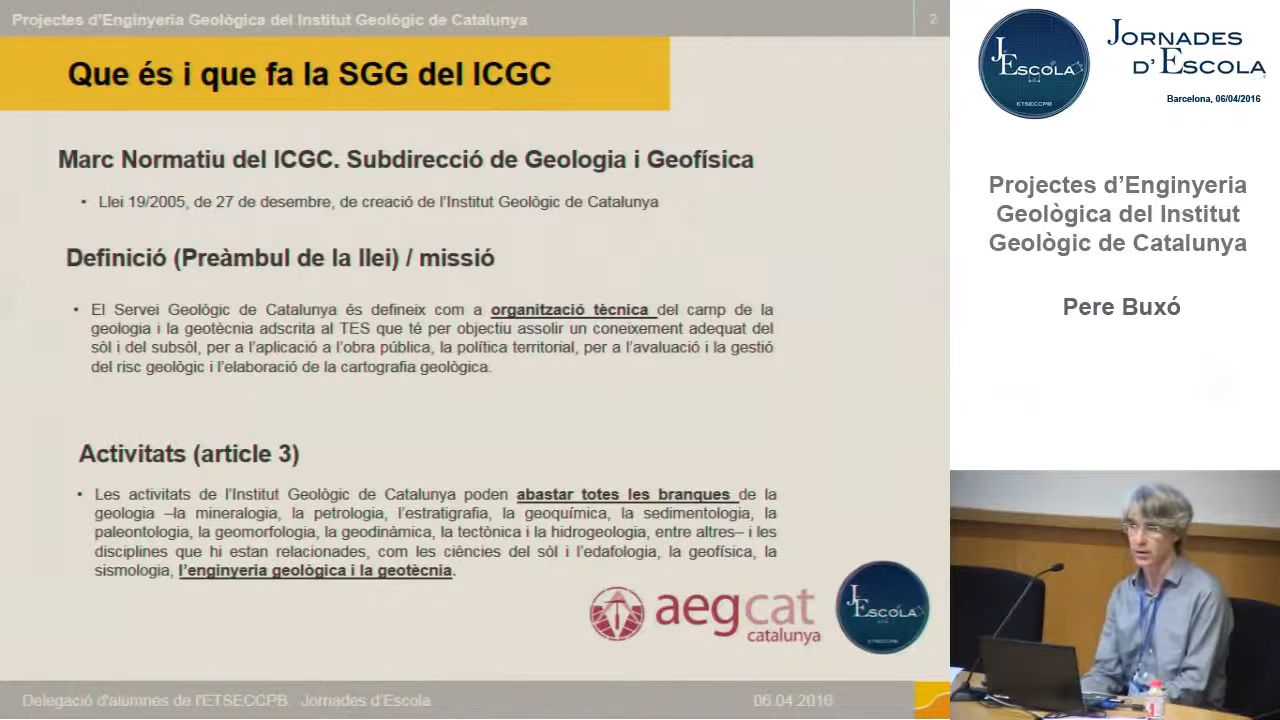 Projectes d'Enginyeria Geològica del Institut Geològic de Catalunya
2
Que és i que fa la SGG del ICGC
Marc Normatiu del ICGC. Subdirecció de Geologia i Geofísica
• Llei 19/2005, de 27 de desembre, de creació de l'Institut Geològic de Catalunya
Definició (Preàmbul de la llei) / missió
• El Servei Geològic de Catalunya és defineix com a organització tècnica del camp de la
geologia i la geotècnia adscrita al TES que té per objectiu assolir un coneixement adequat del
sòl i del subsòl, per a l'aplicació a l'obra pública, la política territorial, per a l'avaluació i la gestió
del risc geològic i l'elaboració de la cartografia geològica.
Activitats (article 3)
• Les activitats de l'Institut Geològic de Catalunya poden abastar totes les branques de la
geologia –la mineralogia, la petrologia, l'estratigrafia, la geoquímica, la sedimentologia, la
paleontologia, la geomorfologia, la geodinàmica, la tectònica i la hidrogeologia, entre altres– i les
disciplines que hi estan relacionades, com les ciències del sòl i l'edafologia, la geofísica, la
sismologia, l'enginyeria geològica i la geotècnia.
aegcat
catalunya
J ESCOLA
ETSECCPB
Delegació d'alumnes de l'ETSECCPB. Jornades d'Escola
06.04.2016
J ESCOLA
ETSECCPB
JORNADES
D'ESCOLA
Barcelona, 06/04/2016
Projectes d'Enginyeria
Geològica del Institut
Geològic de Catalunya
Pere Buxó